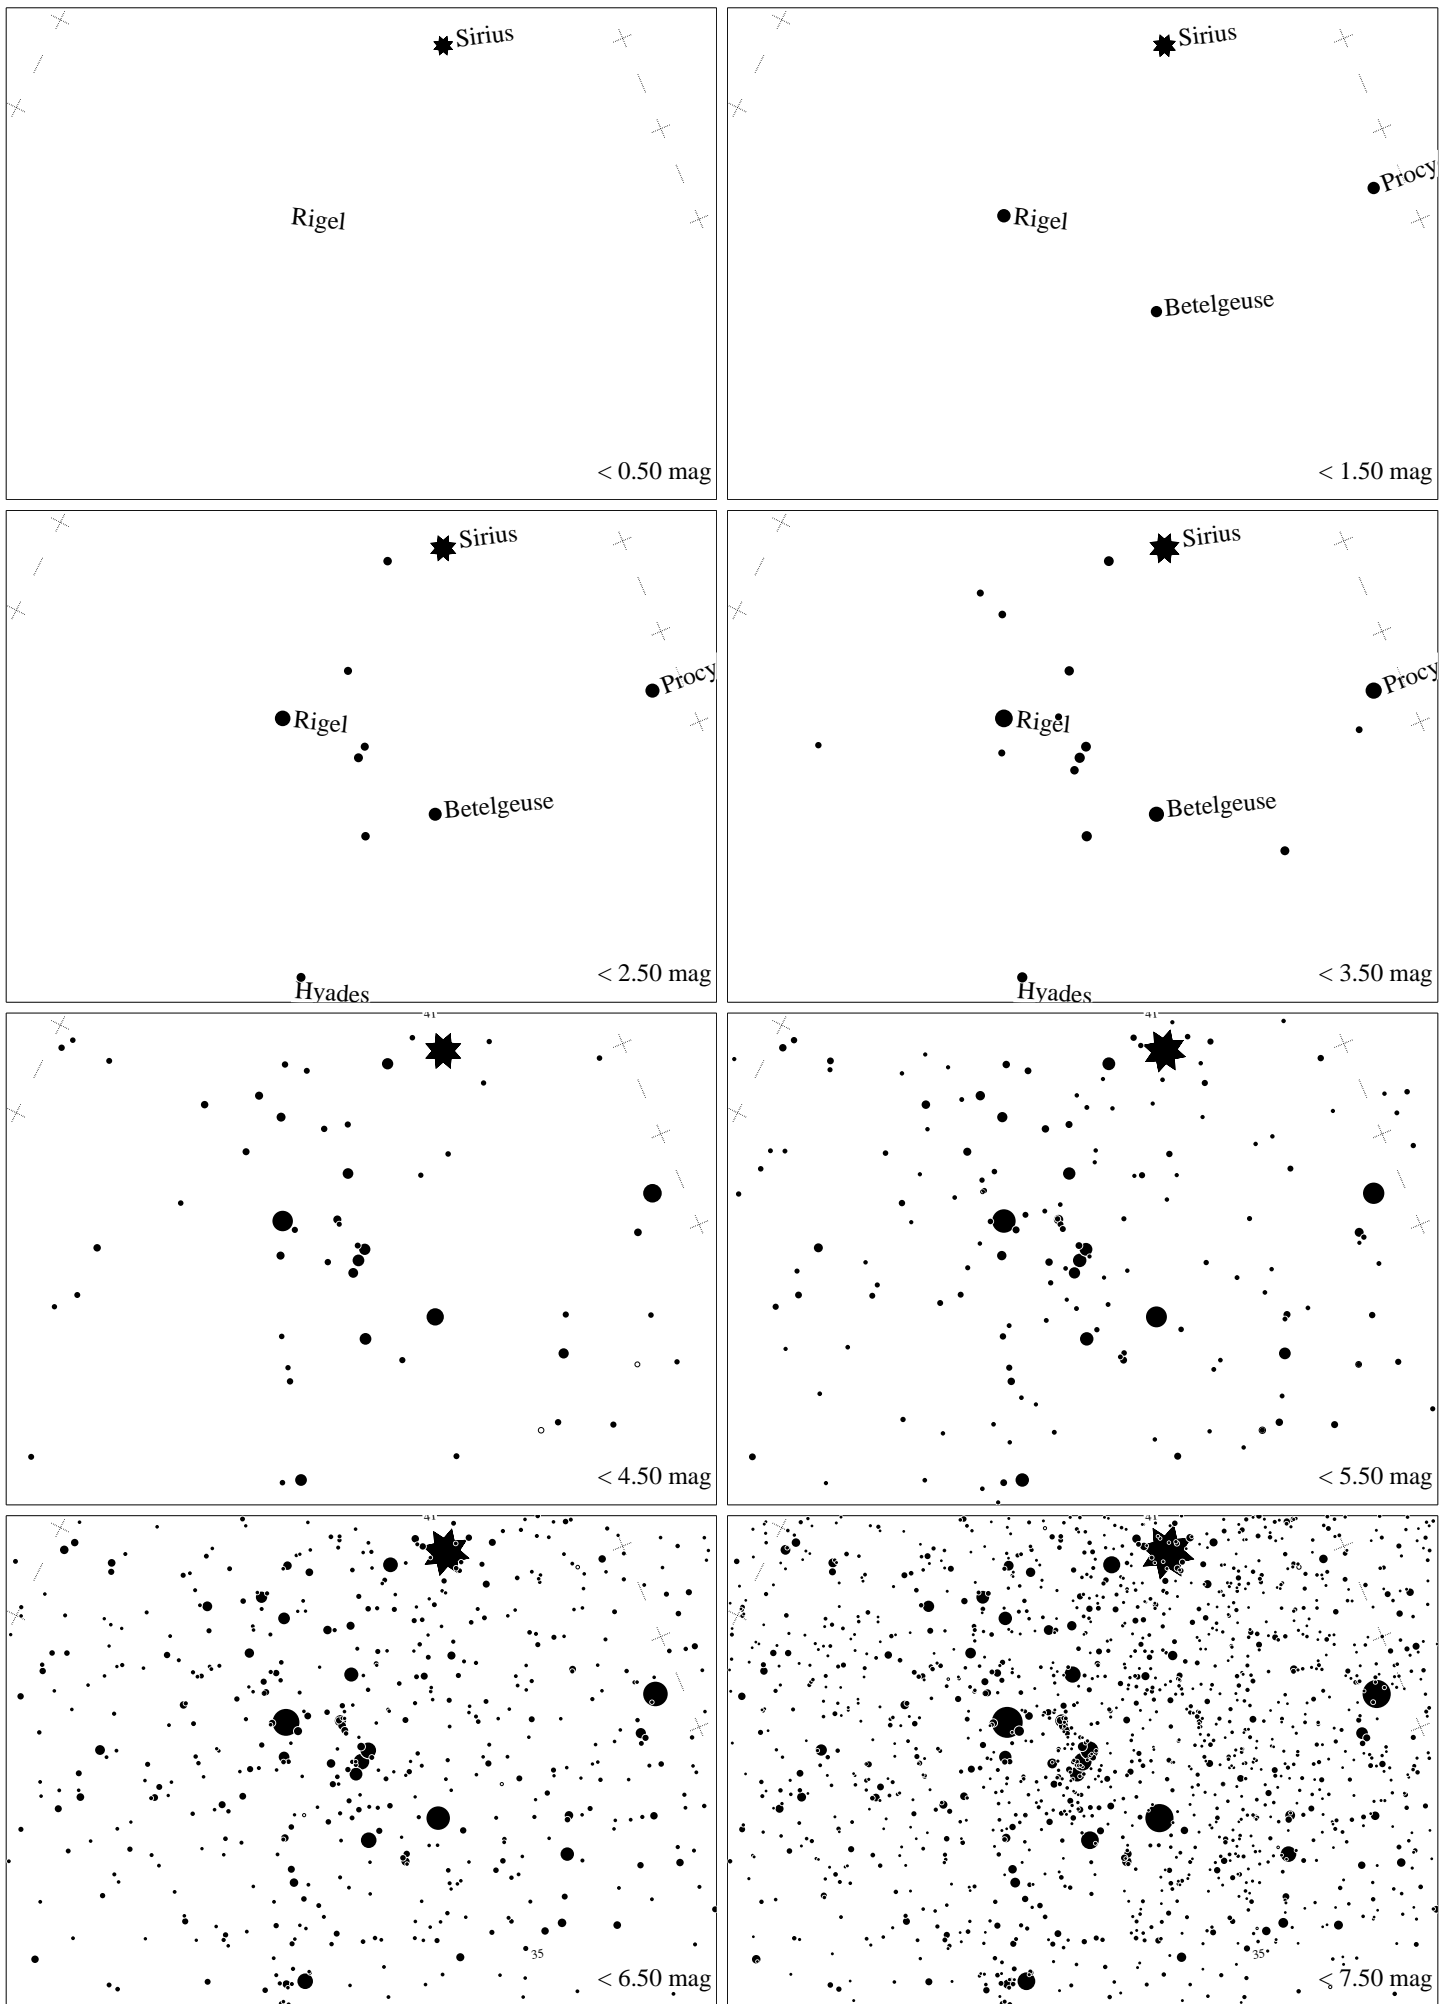 Sirius
Rigel
< 0.50 mag
Sirius
Procy
Rigel
Betelgeuse
< 1.50 mag
Sirius
Procy
Rigel
Betelgeuse
Hyades
< 2.50 mag
Sirius
Procy
Rigel
Betelgeuse
Hyades
< 3.50 mag
41
< 4.50 mag
41
< 5.50 mag
41
35
< 6.50 mag
41
35
< 7.50 mag